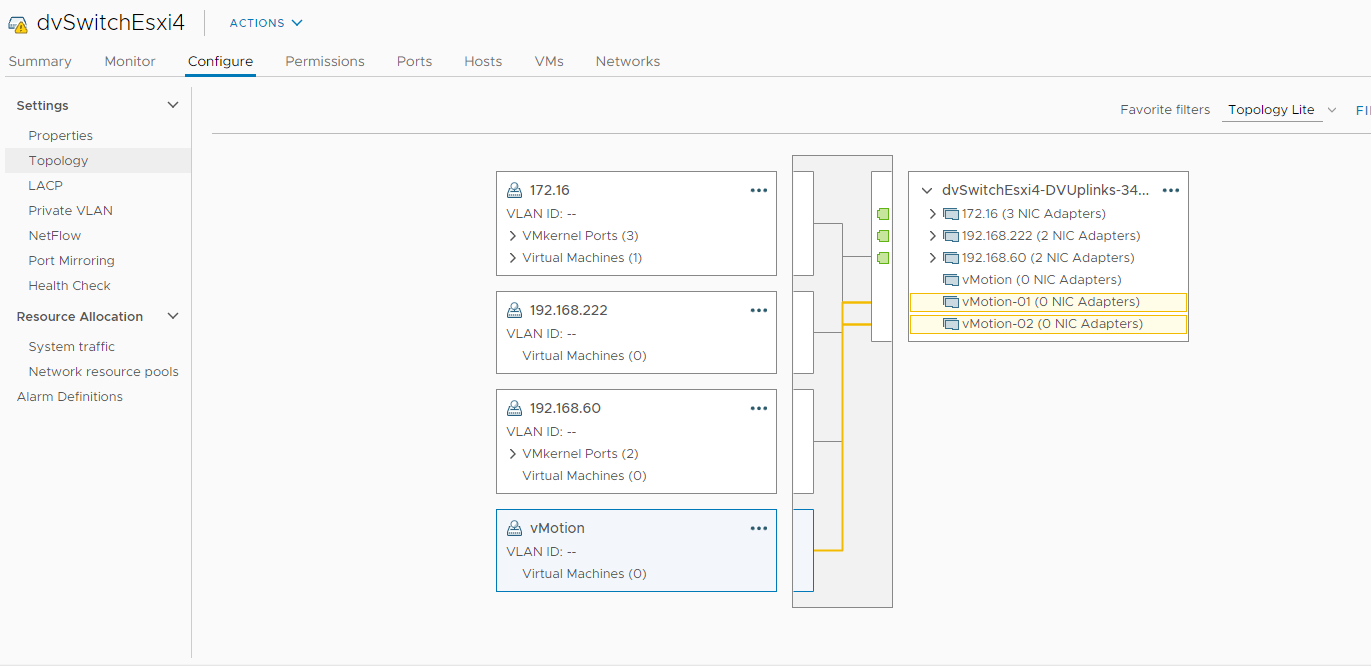 dvSwitchEsxi4
ACTIONS
Summary Monitor Configure Permissions Ports Hosts VMs Networks
Settings
Properties
Topology
LACP
Private VLAN
NetFlow
Port Mirroring
Health Check
Resource Allocation
System traffic
Network resource pools
Alarm Definitions
Favorite filters Topology Lite FI
172.16
VLAN ID: --
VMkernel Ports (3)
Virtual Machines (1)
192.168.222
VLAN ID: --
Virtual Machines (0)
192.168.60
VLAN ID: --
VMkernel Ports (2)
Virtual Machines (0)
vMotion
VLAN ID: --
Virtual Machines (0)
dvSwitchEsxi4-DVUplinks-34...
172.16 (3 NIC Adapters)
192.168.222 (2 NIC Adapters)
192.168.60 (2 NIC Adapters)
vMotion (0 NIC Adapters)
vMotion-01 (0 NIC Adapters)
vMotion-02 (0 NIC Adapters)